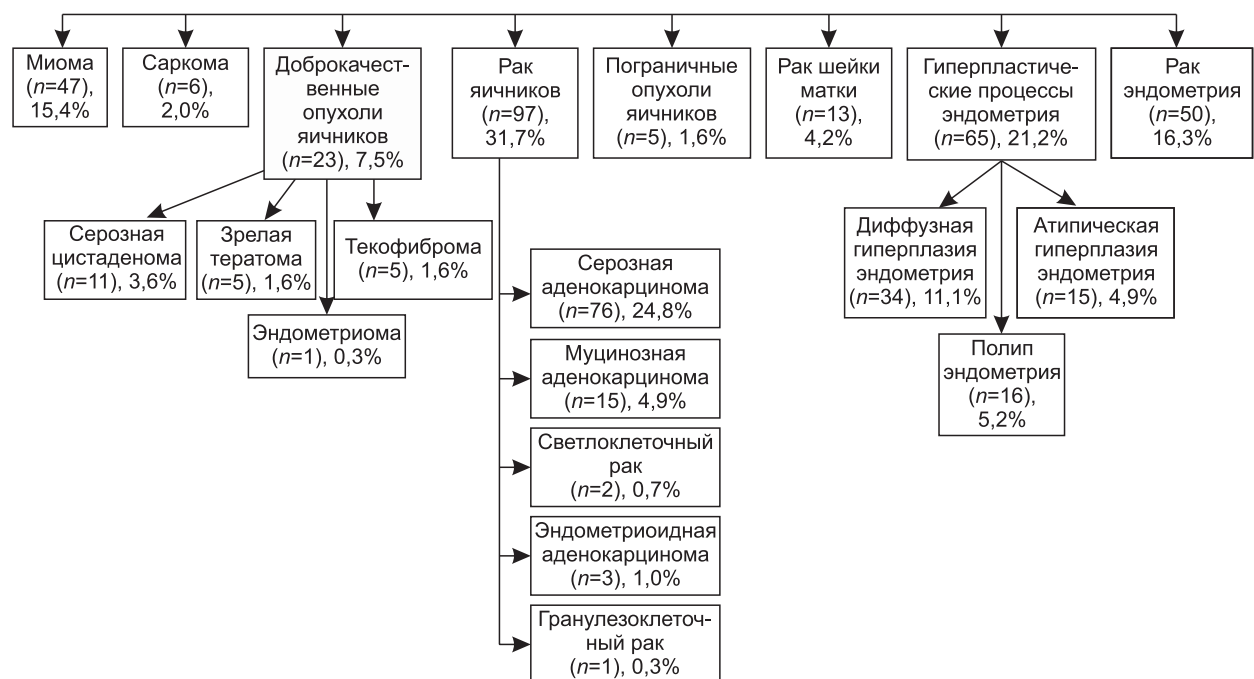 Миома
(n=47),
15,4%
Саркома
(n=6)
2,0%
Доброкачест-
венные
опухоли
яичников
(n=23), 7,5%
Рак
яичников
(n=97)
31,7%
Пограничные
опухоли
яичников
(n=5), 1,6%
Рак шейки
матки
(n=13)
4,2%
Гиперпластиче-
ские процессы
эндометрия
(n=65), 21,2%
Рак
эндометрия
(n=50)
16,3%
Серозная
цистаденома
(n=11), 3,6%
Зрелая
тератома
(n=5), 1,6%
Текофиброма
(n=5), 1,6%
Эндометриома
(n=1), 0,3%
Серозная
аденокарцинома
(n=76), 24,8%
Муцинозная
аденокарцинома
(n=15), 4,9%
Светлоклеточный
рак
(n=2), 0,7%
Эндометриоидная
аденокарцинома
(n=3), 1,0%
Гранулезоклеточ-
ный рак
(n=1), 0,3%
Диффузная
гиперплазия
эндометрия
(n=34), 11,1%
Атипическая
гиперплазия
эндометрия
(n=15), 4,9%
Полип
эндометрия
(n=16),
5,2%